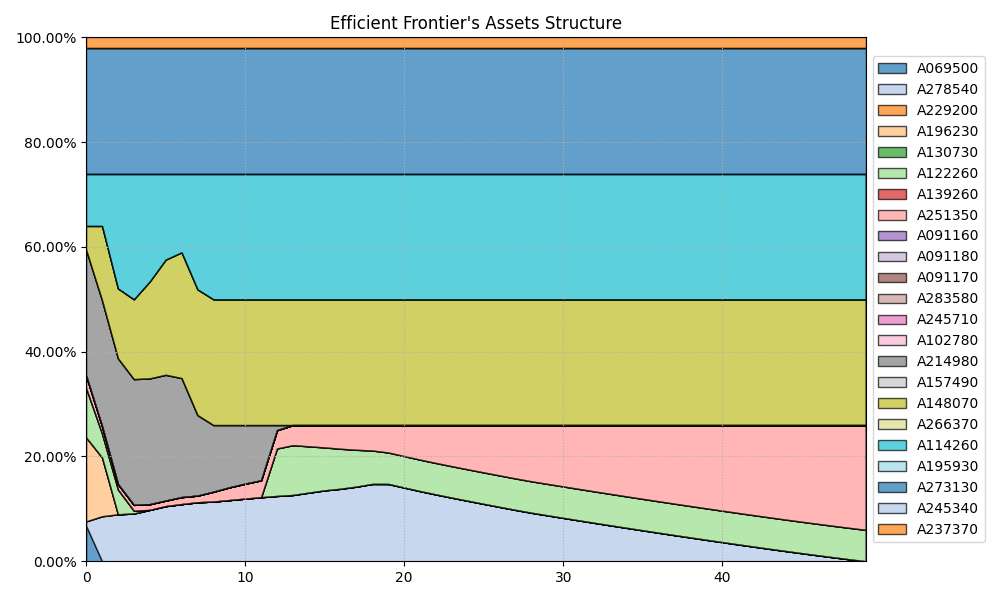 Efficient Frontier's Assets Structure
100.00%
80.00%
60.00%
40.00%
20.00%
0.00%
0
10
20
30
40
A069500
A278540
A229200
A196230
A130730
A122260
A139260
A251350
A091160
A091180
A091170
A283580
A245710
A102780
A214980
A157490
A148070
A266370
A114260
A195930
A273130
A245340
A237370